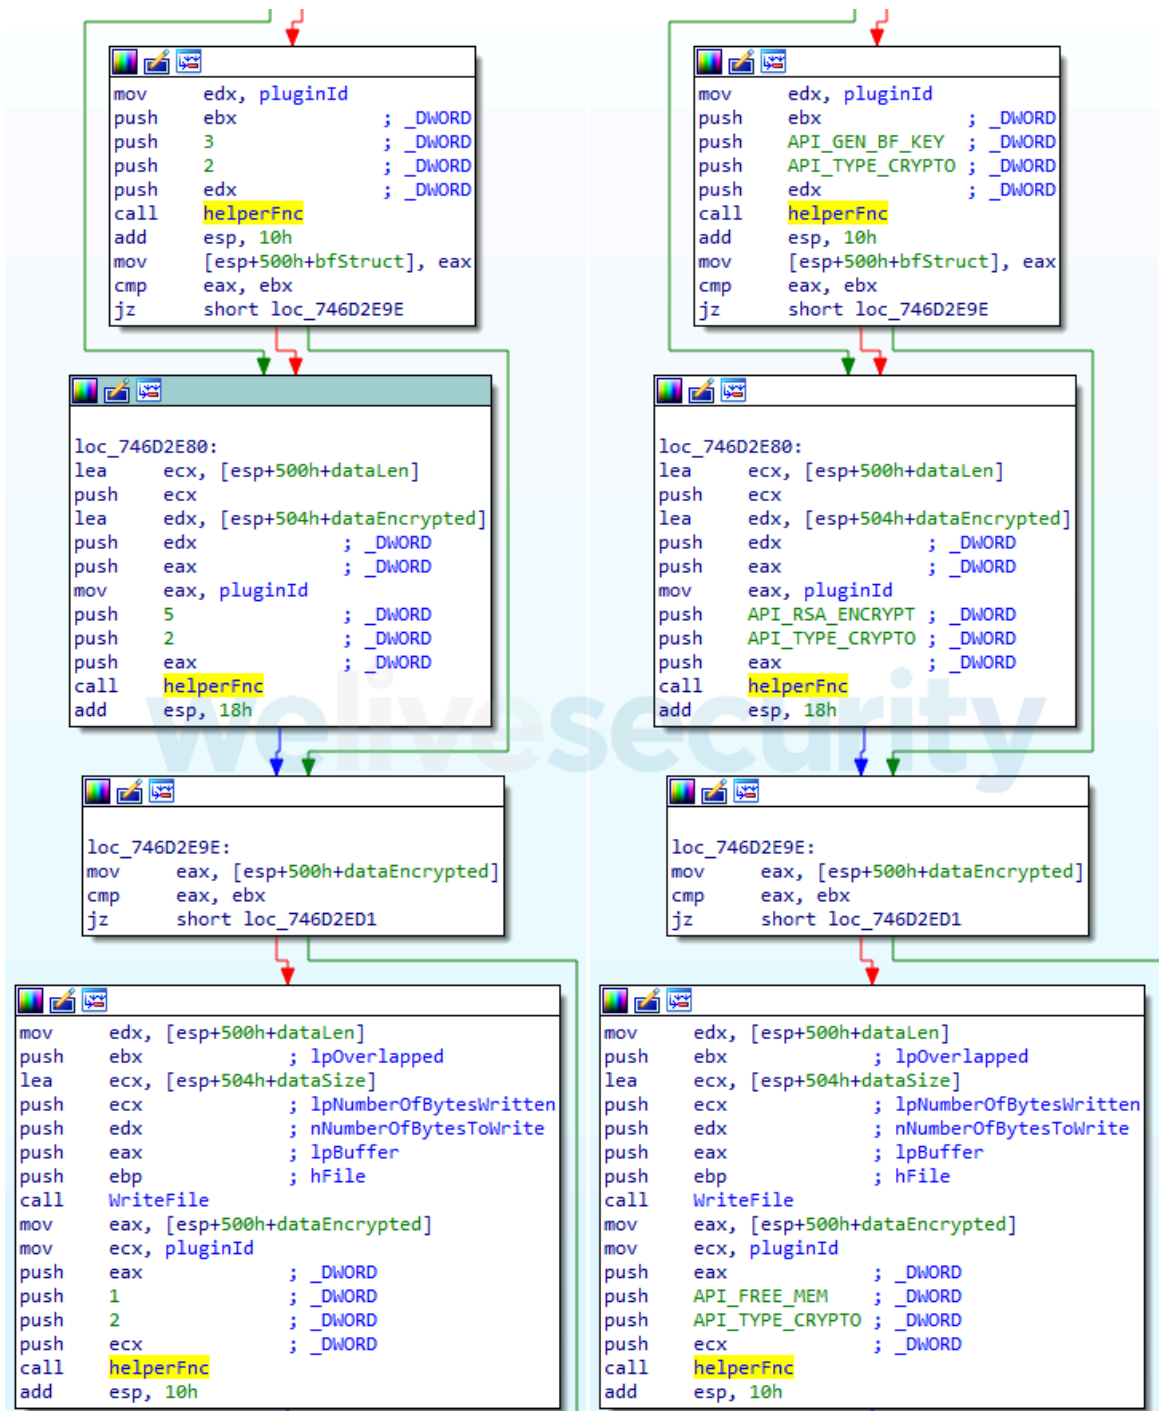 mov edx, pluginId
push ebx ; _DWORD
push 3 ; _DWORD
push 2 ; _DWORD
push edx ; _DWORD
call helperFnc
add esp, 10h
mov [esp+500h+bfStruct], eax
cmp eax, ebx
jz short loc_746D2E9E
loc_746D2E80:
lea ecx, [esp+500h+dataLen]
push ecx
lea edx, [esp+504h+dataEncrypted]
push edx ; _DWORD
push eax ; _DWORD
mov eax, pluginId
push 5 ; _DWORD
push 2 ; _DWORD
push eax ; _DWORD
call helperFnc
add esp, 18h
loc_746D2E9E:
mov eax, [esp+500h+dataEncrypted]
cmp eax, ebx
jz short loc_746D2ED1
mov edx, [esp+500h+dataLen]
push ebx ; lpOverlapped
lea ecx, [esp+504h+dataSize]
push ecx ; lpNumberOfBytesWritten
push edx ; nNumberOfBytesToWrite
push eax ; lpBuffer
push ebp ; hFile
call WriteFile
mov eax, [esp+500h+dataEncrypted]
mov ecx, pluginId
push eax ; _DWORD
push 1 ; _DWORD
push 2 ; _DWORD
push ecx ; _DWORD
call helperFnc
add esp, 10h
mov edx, pluginId
push ebx ; _DWORD
push API_GEN_BF_KEY ; _DWORD
push API_TYPE_CRYPTO ; _DWORD
push edx ; _DWORD
call helperFnc
add esp, 10h
mov [esp+500h+bfStruct], eax
cmp eax, ebx
jz short loc_746D2E9E
loc_746D2E80:
lea ecx, [esp+500h+dataLen]
push ecx
lea edx, [esp+504h+dataEncrypted]
push edx ; _DWORD
push eax ; _DWORD
mov eax, pluginId
push API_RSA_ENCRYPT ; _DWORD
push API_TYPE_CRYPTO ; _DWORD
push eax ; _DWORD
call helperFnc
add esp, 18h
loc_746D2E9E:
mov eax, [esp+500h+dataEncrypted]
cmp eax, ebx
jz short loc_746D2ED1
mov edx, [esp+500h+dataLen]
push ebx ; lpOverlapped
lea ecx, [esp+504h+dataSize]
push ecx ; lpNumberOfBytesWritten
push edx ; nNumberOfBytesToWrite
push eax ; lpBuffer
push ebp ; hFile
call WriteFile
mov eax, [esp+500h+dataEncrypted]
mov ecx, pluginId
push eax ; _DWORD
push API_FREE_MEM ; _DWORD
push API_TYPE_CRYPTO ; _DWORD
push ecx ; _DWORD
call helperFnc
add esp, 10h
welivesecurity